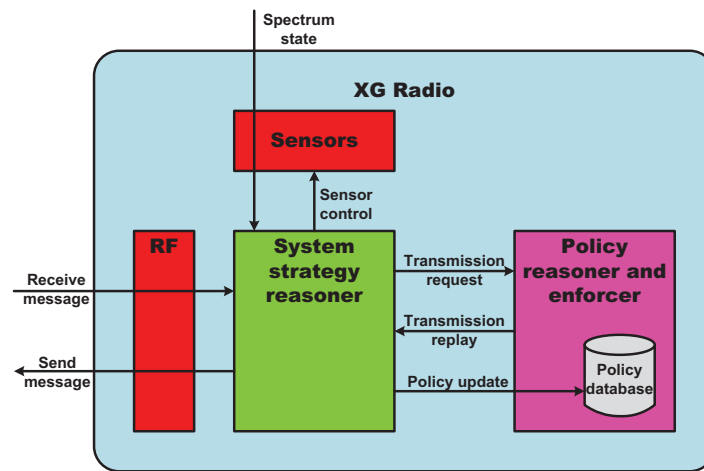 Spectrum
state
XG Radio
Sensors
Sensor
control
RF
System
strategy
reasoner
Policy
reasoner and
enforcer
Receive
message
Transmission
request
Transmission
replay
Send
message
Policy update
Policy
database